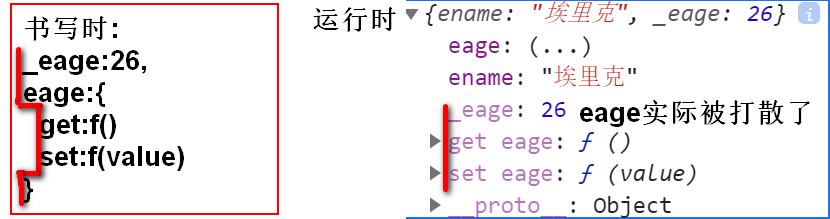 书写时:
_eage:26,
eage:{
get:f()
set:f(value)
}
运行时
▼{ename: "埃里克", _eage: 26} i
eage: (...)
ename: "埃里克"
_eage: 26 eage实际被打散了
▶get eage: ƒ ()
▶set eage: ƒ (value)
▶__proto__: Object